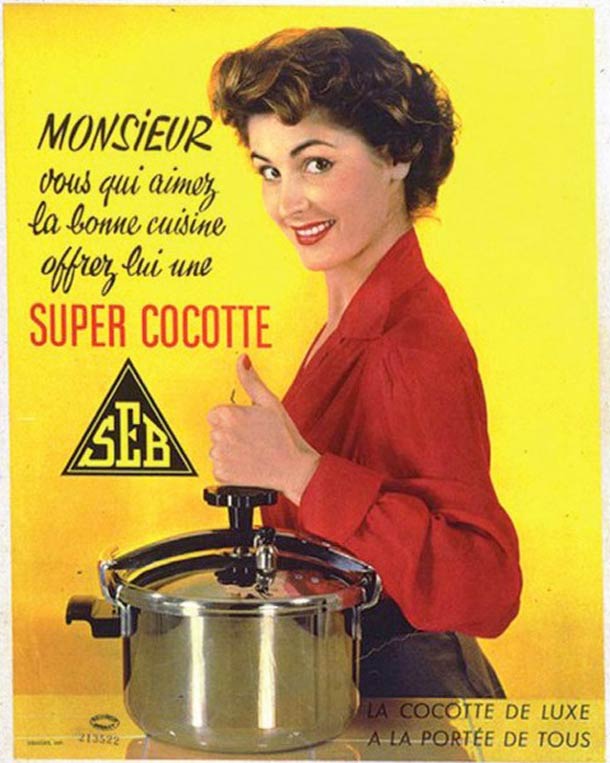 MONSiEUR
vous qui aimez
la bonne cuisine
offrez lui une
SUPER COCOTTE
SEB
213522
LA COCOTTE DE LUXE
A LA PORTÉE DE TOUS